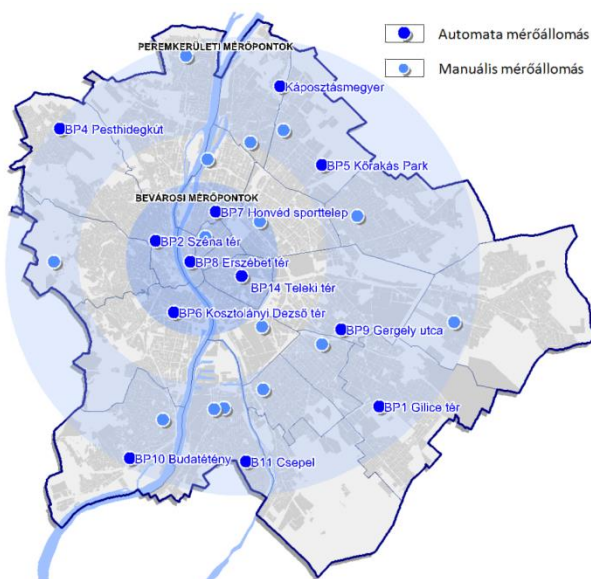 Automata mérőállomás
PEREMKERÜLETI MÉRŐPONTOK
Manuális mérőállomás
Káposztásmegyer
BP4 Pesthidegkút
BP5 Kőrakás Park
BEVÁROSI MÉRŐPONTOK
BP7 Honvéd sporttelep
BP2 Széna tér
BP8 Erszébet tér
BP14 Teleki tér
BP6 Kosztolányi Dezső tér
BP9 Gergely utca
BP1 Gilice tér
BP10 Budatétény
B11 Csepel